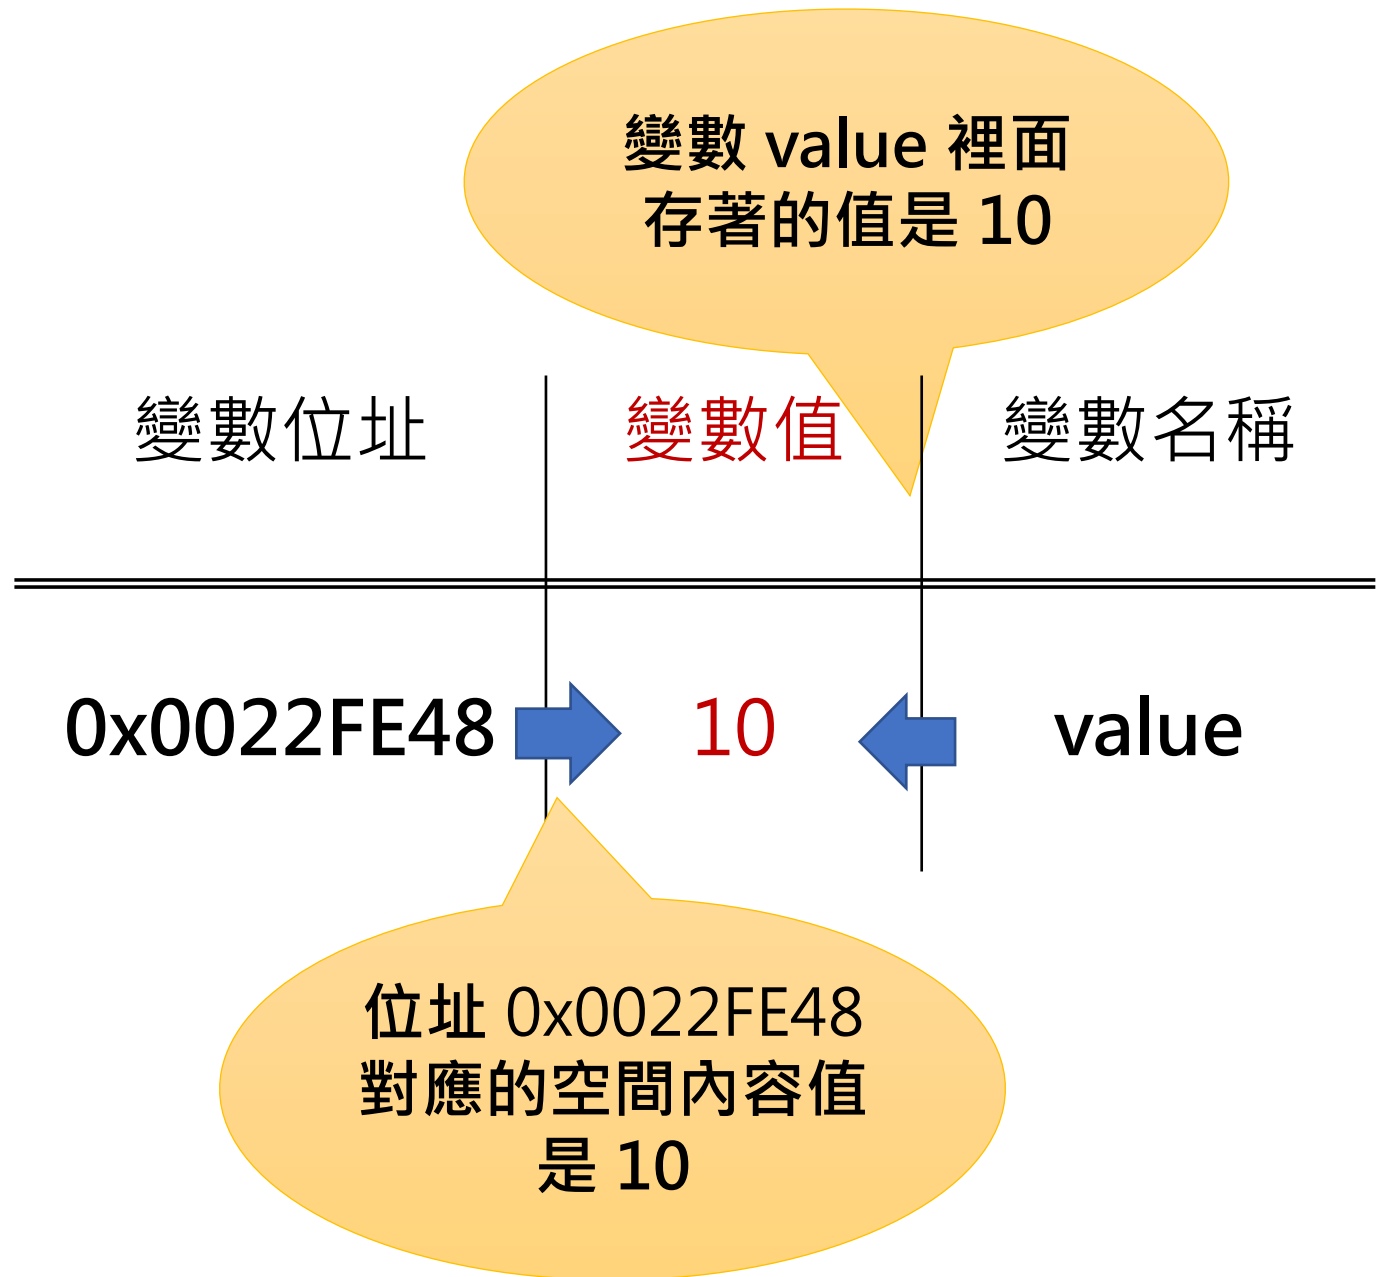 變數 value 裡面
存著的值是 10
變數位址
變數值
變數名稱
0x0022FE48
10
value
位址 0x0022FE48
對應的空間內容值
是 10